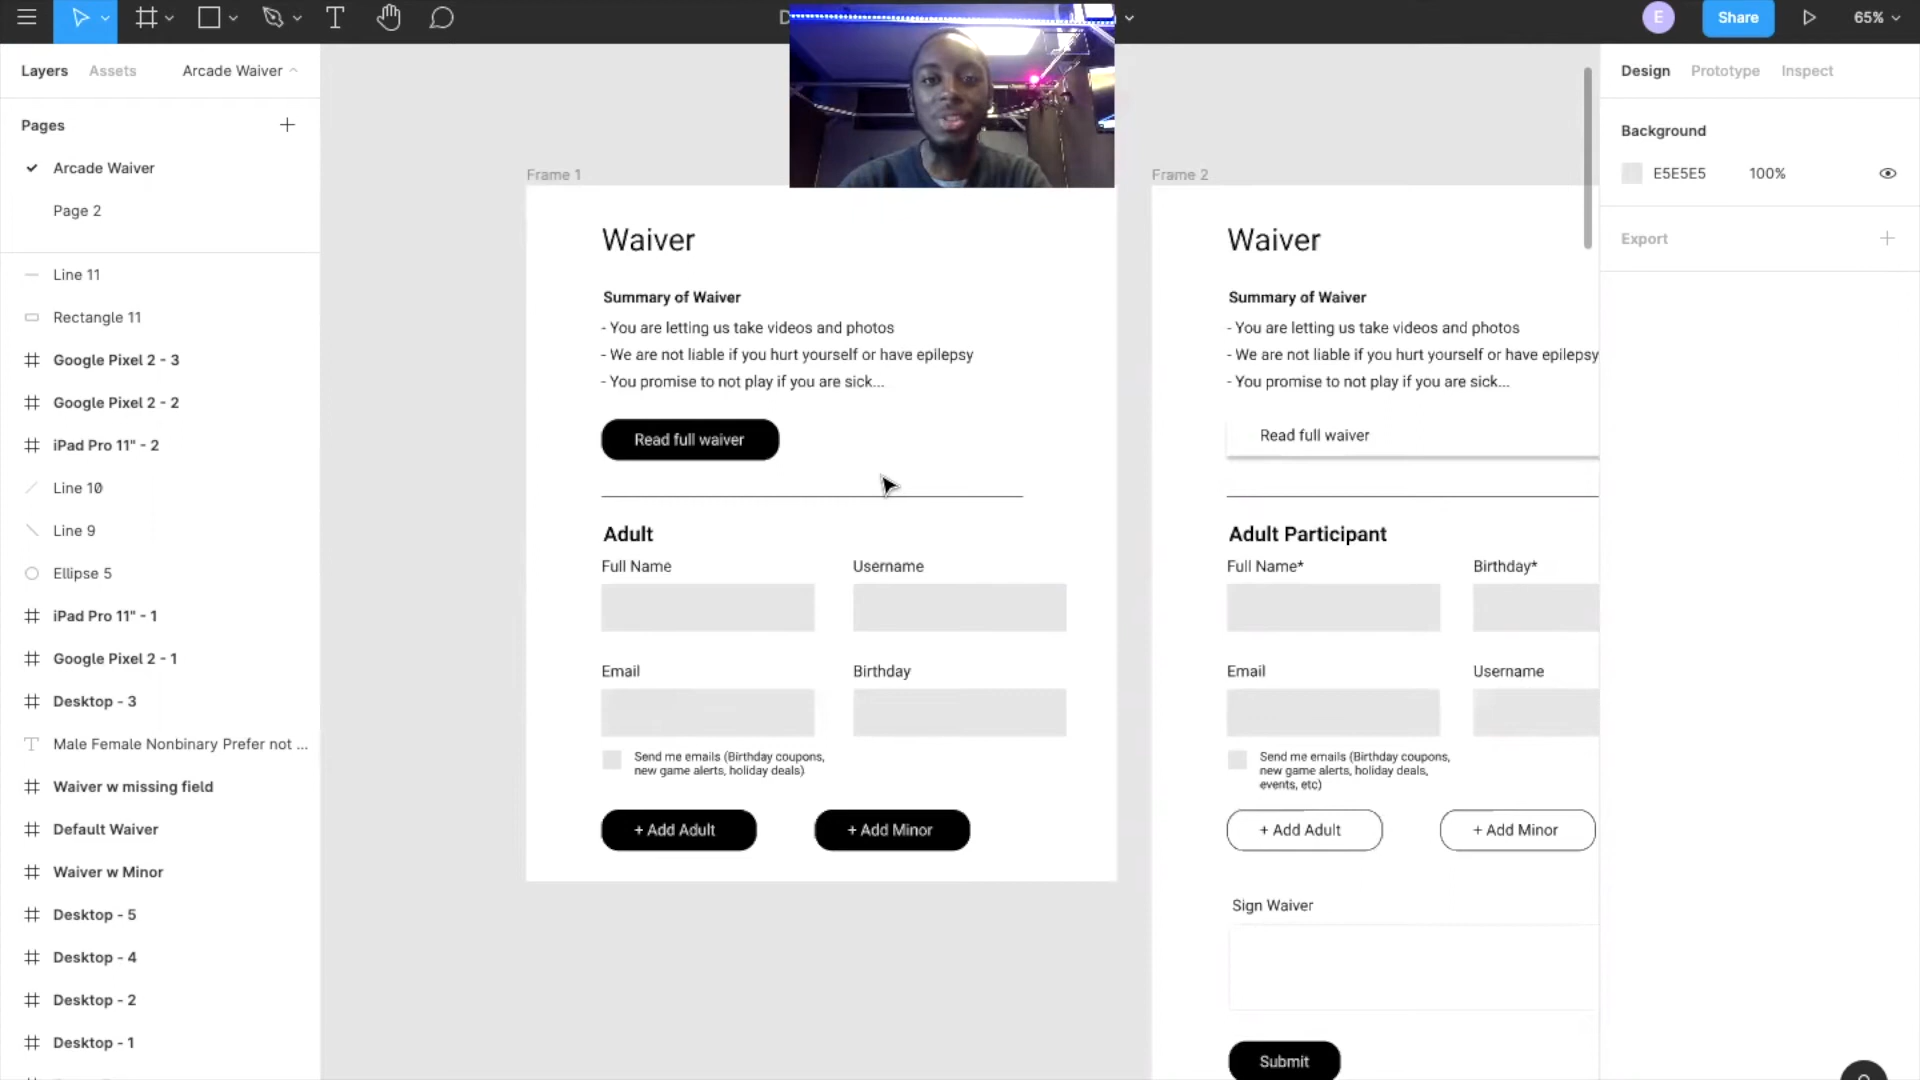 E
Share
65%
Layers
Assets
Arcade Waiver
Design
Prototype
Inspect
Pages
Arcade Waiver
Page 2
Background
E5E5E5
100%
Export
Line 11
Rectangle 11
Google Pixel 2 - 3
Google Pixel 2 - 2
iPad Pro 11" - 2
Line 10
Line 9
Ellipse 5
iPad Pro 11" - 1
Google Pixel 2 - 1
Desktop - 3
Male Female Nonbinary Prefer not ...
Waiver w missing field
Default Waiver
Waiver w Minor
Desktop - 5
Desktop - 4
Desktop - 2
Desktop - 1
Frame 1
Waiver
Summary of Waiver
- You are letting us take videos and photos
- We are not liable if you hurt yourself or have epilepsy
- You promise to not play if you are sick...
Read full waiver
Adult
Full Name
Username
Email
Birthday
Send me emails (Birthday coupons,
new game alerts, holiday deals)
+ Add Adult
+ Add Minor
Frame 2
Waiver
Summary of Waiver
- You are letting us take videos and photos
- We are not liable if you hurt yourself or have epilepsy
- You promise to not play if you are sick...
Read full waiver
Adult Participant
Full Name*
Birthday*
Email
Username
Send me emails (Birthday coupons,
new game alerts, holiday deals,
events, etc)
+ Add Adult
+ Add Minor
Sign Waiver
Submit